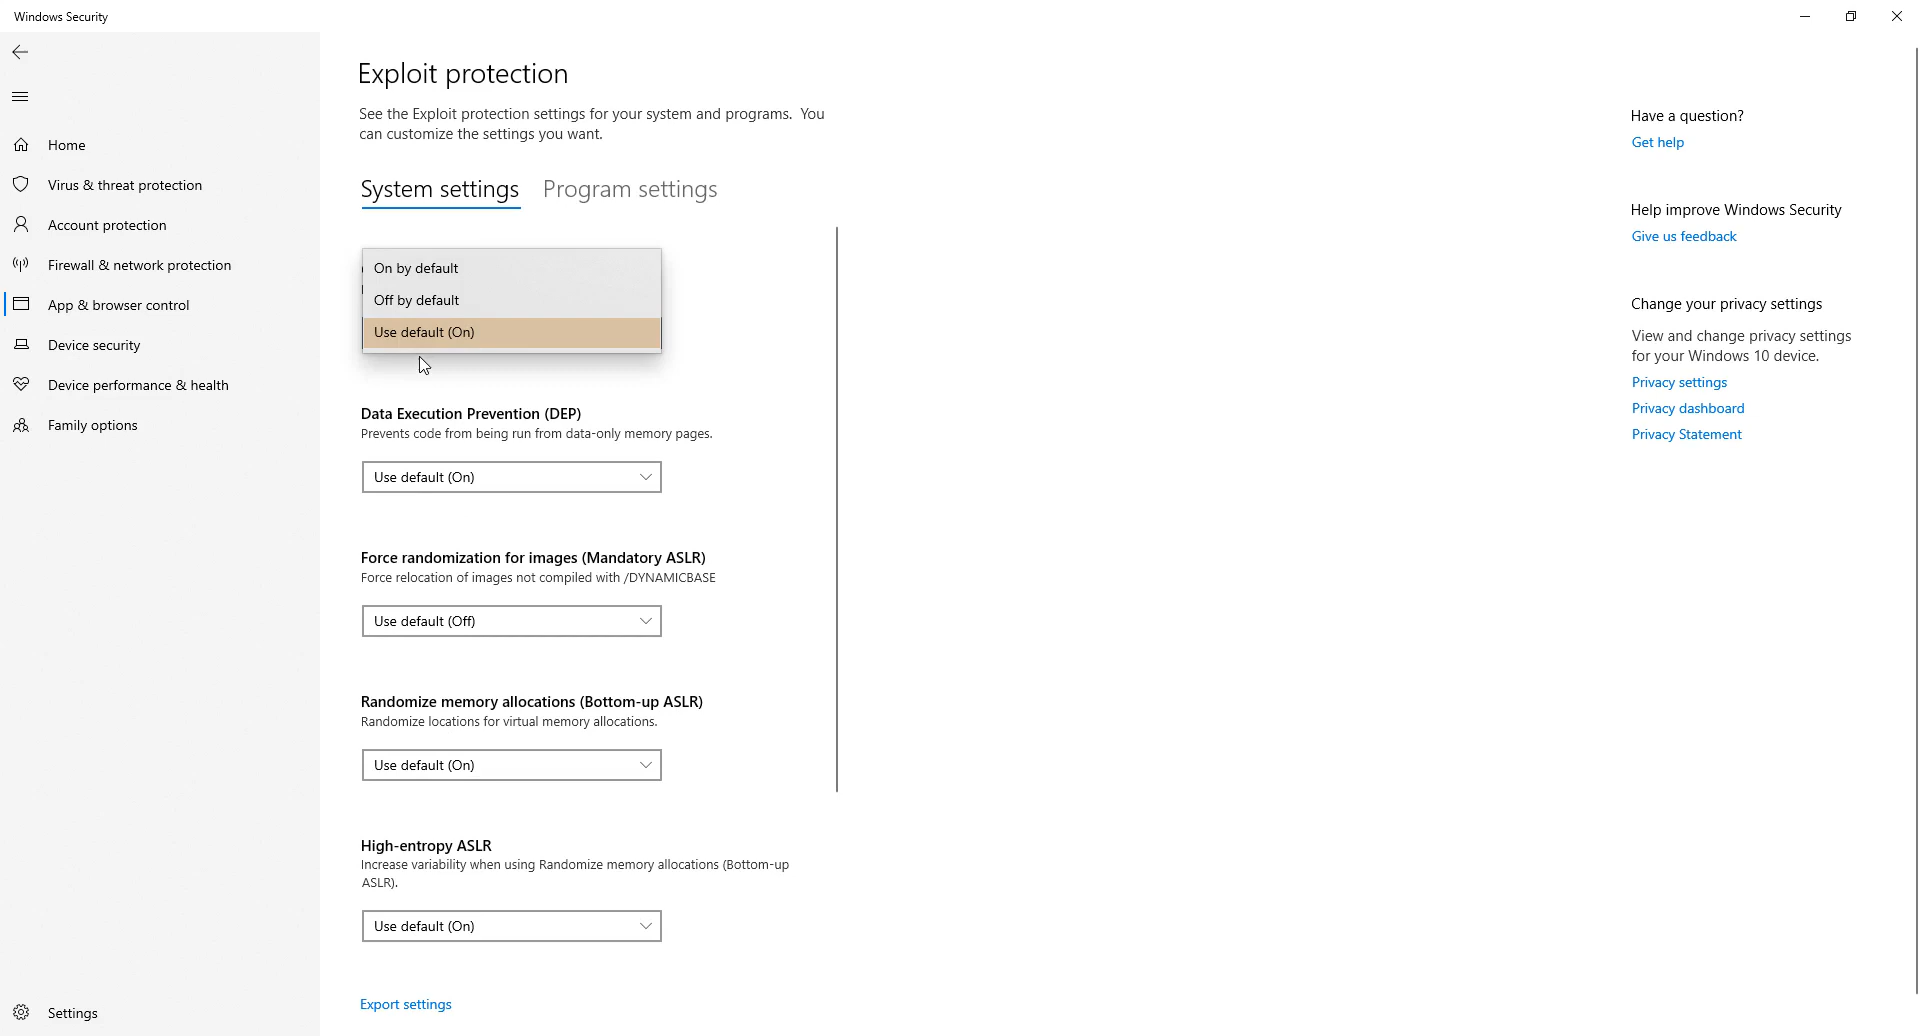 Windows Security
Home
Virus & threat protection
Account protection
Firewall & network protection
App & browser control
Device security
Device performance & health
Family options
Settings
Exploit protection
See the Exploit protection settings for your system and programs. You
can customize the settings you want.
System settings Program settings
On by default
Off by default
Use default (On)
Data Execution Prevention (DEP)
Prevents code from being run from data-only memory pages.
Use default (On)
Force randomization for images (Mandatory ASLR)
Force relocation of images not compiled with /DYNAMICBASE
Use default (Off)
Randomize memory allocations (Bottom-up ASLR)
Randomize locations for virtual memory allocations.
Use default (On)
High-entropy ASLR
Increase variability when using Randomize memory allocations (Bottom-up
ASLR).
Use default (On)
Export settings
Have a question?
Get help
Help improve Windows Security
Give us feedback
Change your privacy settings
View and change privacy settings
for your Windows 10 device.
Privacy settings
Privacy dashboard
Privacy Statement